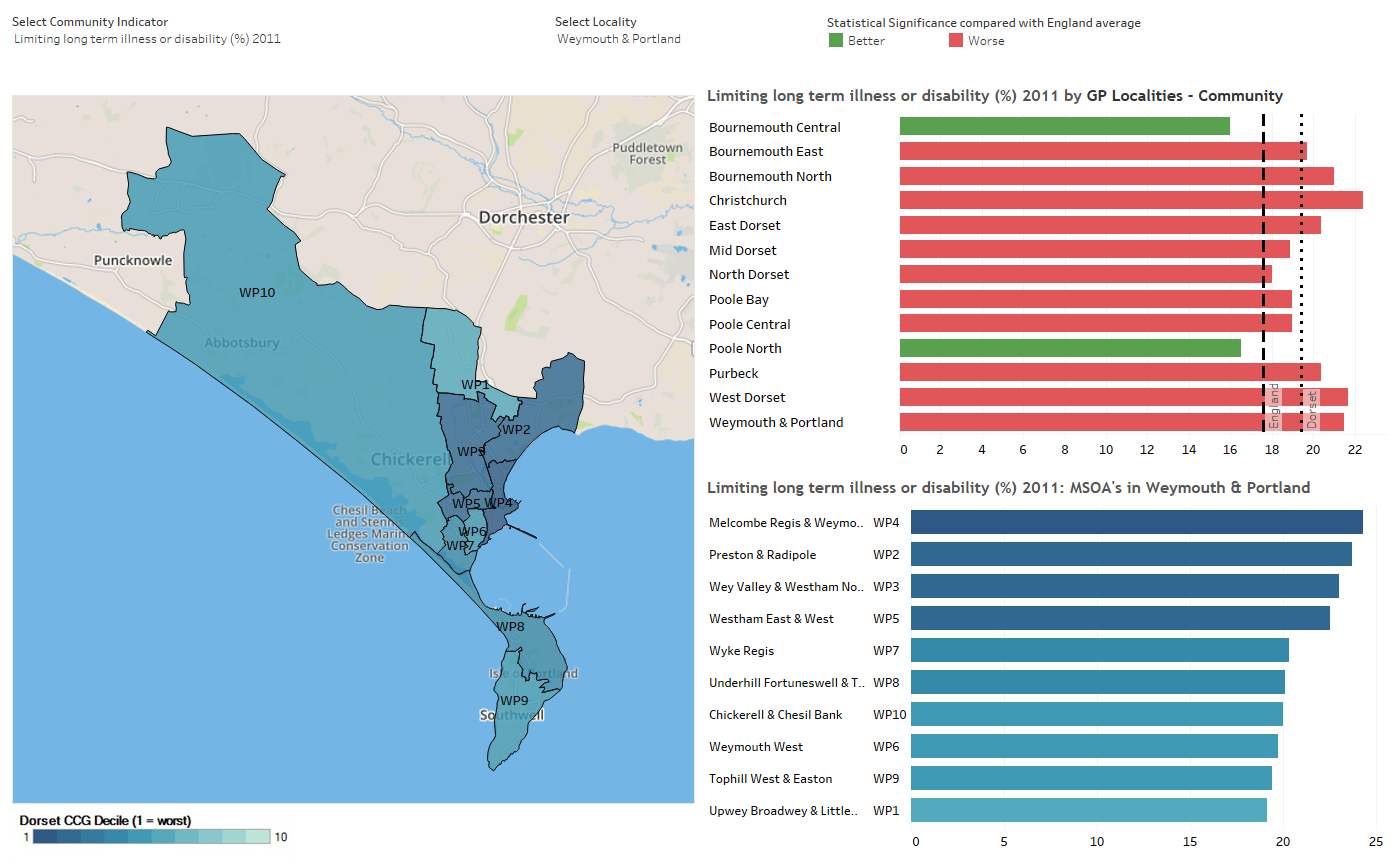 Select Community Indicator
Limiting long term illness or disability (%) 2011
Select Locality
Weymouth & Portland
Statistical Significance compared with England average
Better
Worse
Puddletown
Forest
Dorchester
Puncknowle
WP10
Abbotsbury
WP1
WP2
WP3
Chickerell
WP5
WP4
Chesil Beach
and Stennis
Ledges Marine
Conservation
Zone
WP6
WP7
WP8
Isle of Portland
WP9
Southwell
Dorset CCG Decile (1 = worst)
1
10
Limiting long term illness or disability (%) 2011 by GP Localities - Community
Bournemouth Central
Bournemouth East
Bournemouth North
Christchurch
East Dorset
Mid Dorset
North Dorset
Poole Bay
Poole Central
Poole North
Purbeck
West Dorset
Weymouth & Portland
England
Dorset
0 2 4 6 8 10 12 14 16 18 20 22
Limiting long term illness or disability (%) 2011: MSOA's in Weymouth & Portland
Melcombe Regis & Weymo.. WP4
Preston & Radipole WP2
Wey Valley & Westham No.. WP3
Westham East & West WP5
Wyke Regis WP7
Underhill Fortuneswell & T.. WP8
Chickerell & Chesil Bank WP10
Weymouth West WP6
Tophill West & Easton WP9
Upwey Broadwey & Little.. WP1
0 5 10 15 20 25